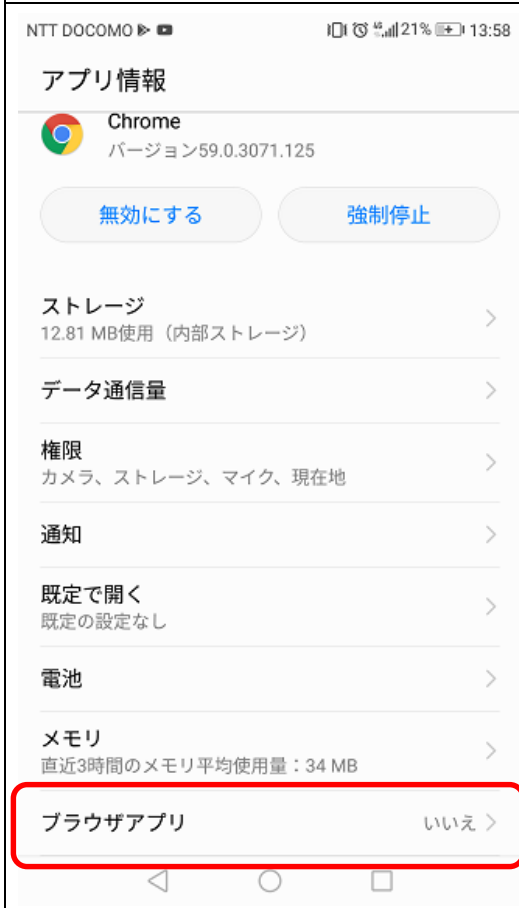 NTT DOCOMO 21% 13:58
アプリ情報
Chrome
バージョン59.0.3071.125
無効にする 強制停止
ストレージ
12.81 MB使用（内部ストレージ）
データ通信量
権限
カメラ、ストレージ、マイク、現在地
通知
既定で開く
既定の設定なし
電池
メモリ
直近3時間のメモリ平均使用量：34 MB
ブラウザアプリ いいえ